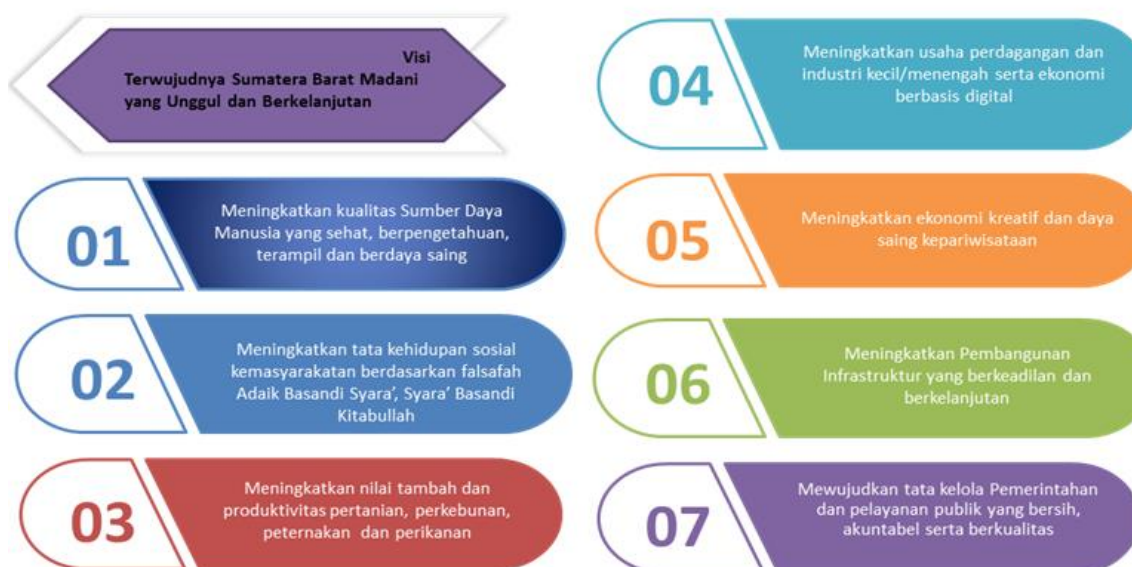 Visi
Terwujudnya Sumatera Barat Madani
yang Unggul dan Berkelanjutan
01
Meningkatkan kualitas Sumber Daya
Manusia yang sehat, berpengetahuan,
terampil dan berdaya saing
02
Meningkatkan tata kehidupan sosial
kemasyarakatan berdasarkan falsafah
Adaik Basandi Syara’, Syara’ Basandi
Kitabullah
03
Meningkatkan nilai tambah dan
produktivitas pertanian, perkebunan,
peternakan dan perikanan
04
Meningkatkan usaha perdagangan dan
industri kecil/menengah serta ekonomi
berbasis digital
05
Meningkatkan ekonomi kreatif dan daya
saing kepariwisataan
06
Meningkatkan Pembangunan
Infrastruktur yang berkeadilan dan
berkelanjutan
07
Mewujudkan tata kelola Pemerintahan
dan pelayanan publik yang bersih,
akuntabel serta berkualitas